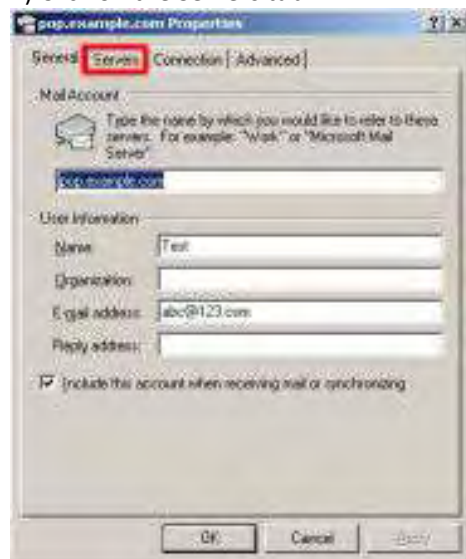 pop.example.com Properties
General Servers Connection Advanced
Mail Account
Type the name by which you would like to refer to these
servers. For example: "Work" or "Microsoft Mail
Server".
pop.example.com
User Information
Name: Test
Organization:
E-mail address: abc@123.com
Reply address:
Include this account when receiving mail or synchronizing
OK Cancel Apply